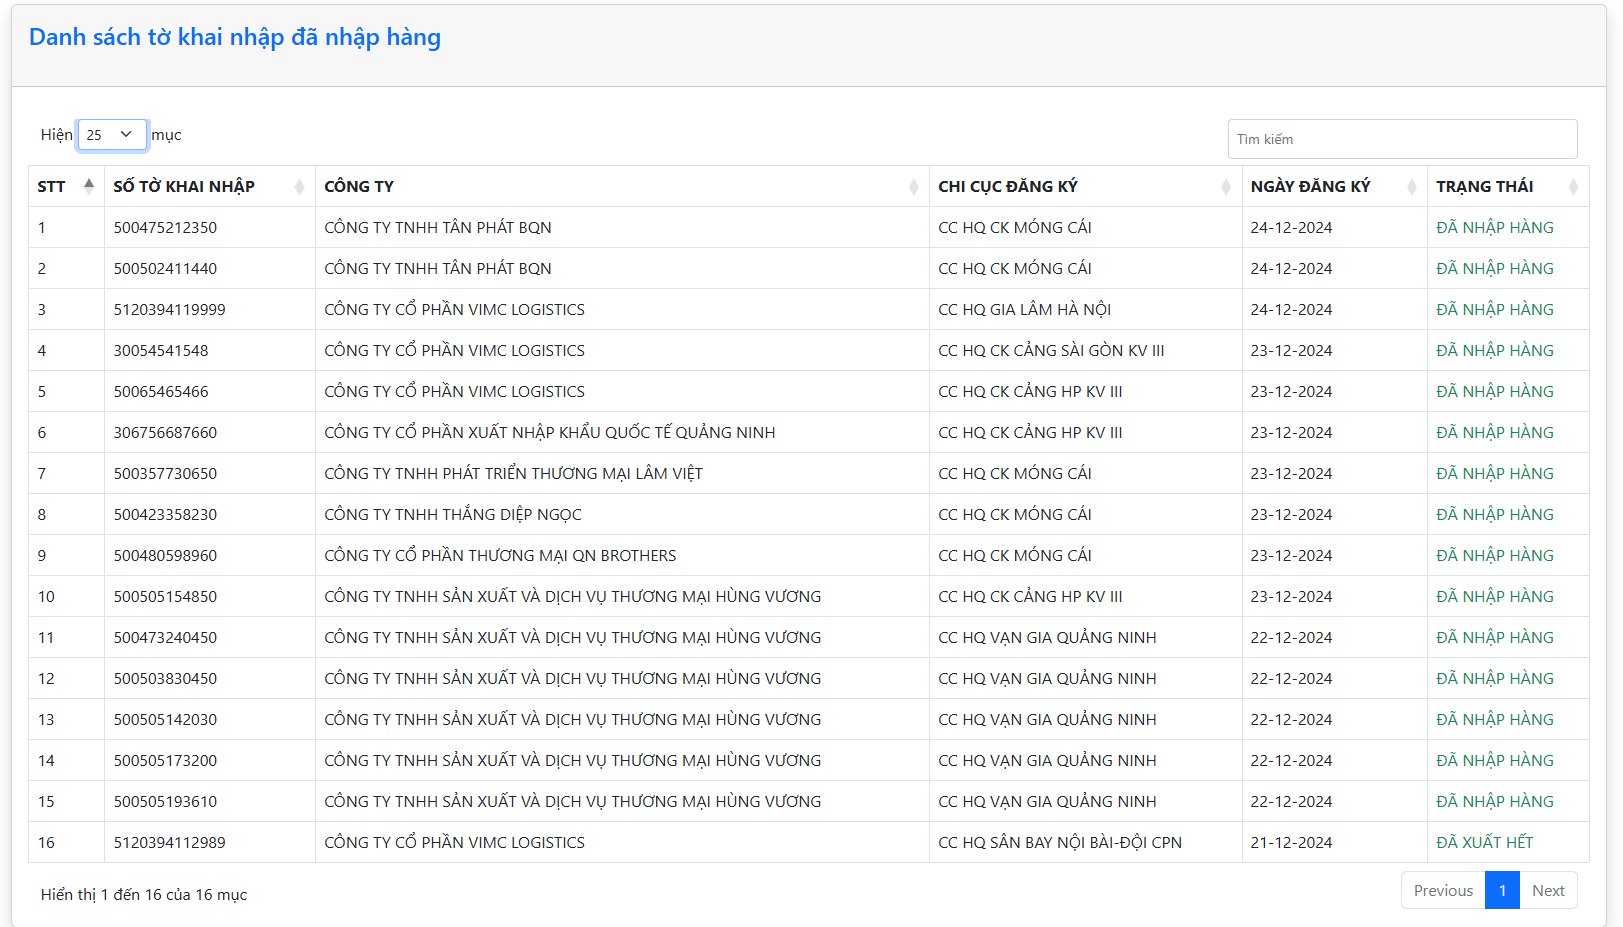 Danh sách tờ khai nhập đã nhập hàng
Hiện 25 mục
Tìm kiếm
STT SỐ TỜ KHAI NHẬP CÔNG TY CHI CỤC ĐĂNG KÝ NGÀY ĐĂNG KÝ TRẠNG THÁI
1 500475212350 CÔNG TY TNHH TÂN PHÁT BQN CC HQ CK MÓNG CÁI 24-12-2024 ĐÃ NHẬP HÀNG
2 500502411440 CÔNG TY TNHH TÂN PHÁT BQN CC HQ CK MÓNG CÁI 24-12-2024 ĐÃ NHẬP HÀNG
3 5120394119999 CÔNG TY CỔ PHẦN VIMC LOGISTICS CC HQ GIA LÂM HÀ NỘI 24-12-2024 ĐÃ NHẬP HÀNG
4 30054541548 CÔNG TY CỔ PHẦN VIMC LOGISTICS CC HQ CK CẢNG SÀI GÒN KV III 23-12-2024 ĐÃ NHẬP HÀNG
5 50065465466 CÔNG TY CỔ PHẦN VIMC LOGISTICS CC HQ CK CẢNG HP KV III 23-12-2024 ĐÃ NHẬP HÀNG
6 306756687660 CÔNG TY CỔ PHẦN XUẤT NHẬP KHẨU QUỐC TẾ QUẢNG NINH CC HQ CK CẢNG HP KV III 23-12-2024 ĐÃ NHẬP HÀNG
7 500357730650 CÔNG TY TNHH PHÁT TRIỂN THƯƠNG MẠI LÂM VIỆT CC HQ CK MÓNG CÁI 23-12-2024 ĐÃ NHẬP HÀNG
8 500423358230 CÔNG TY TNHH THẮNG DIỆP NGỌC CC HQ CK MÓNG CÁI 23-12-2024 ĐÃ NHẬP HÀNG
9 500480598960 CÔNG TY CỔ PHẦN THƯƠNG MẠI QN BROTHERS CC HQ CK MÓNG CÁI 23-12-2024 ĐÃ NHẬP HÀNG
10 500505154850 CÔNG TY TNHH SẢN XUẤT VÀ DỊCH VỤ THƯƠNG MẠI HÙNG VƯƠNG CC HQ CK CẢNG HP KV III 23-12-2024 ĐÃ NHẬP HÀNG
11 500473240450 CÔNG TY TNHH SẢN XUẤT VÀ DỊCH VỤ THƯƠNG MẠI HÙNG VƯƠNG CC HQ VẠN GIA QUẢNG NINH 22-12-2024 ĐÃ NHẬP HÀNG
12 500503830450 CÔNG TY TNHH SẢN XUẤT VÀ DỊCH VỤ THƯƠNG MẠI HÙNG VƯƠNG CC HQ VẠN GIA QUẢNG NINH 22-12-2024 ĐÃ NHẬP HÀNG
13 500505142030 CÔNG TY TNHH SẢN XUẤT VÀ DỊCH VỤ THƯƠNG MẠI HÙNG VƯƠNG CC HQ VẠN GIA QUẢNG NINH 22-12-2024 ĐÃ NHẬP HÀNG
14 500505173200 CÔNG TY TNHH SẢN XUẤT VÀ DỊCH VỤ THƯƠNG MẠI HÙNG VƯƠNG CC HQ VẠN GIA QUẢNG NINH 22-12-2024 ĐÃ NHẬP HÀNG
15 500505193610 CÔNG TY TNHH SẢN XUẤT VÀ DỊCH VỤ THƯƠNG MẠI HÙNG VƯƠNG CC HQ VẠN GIA QUẢNG NINH 22-12-2024 ĐÃ NHẬP HÀNG
16 5120394112989 CÔNG TY CỔ PHẦN VIMC LOGISTICS CC HQ SÂN BAY NỘI BÀI-ĐỘI CPN 21-12-2024 ĐÃ XUẤT HẾT
Hiển thị 1 đến 16 của 16 mục
Previous 1 Next